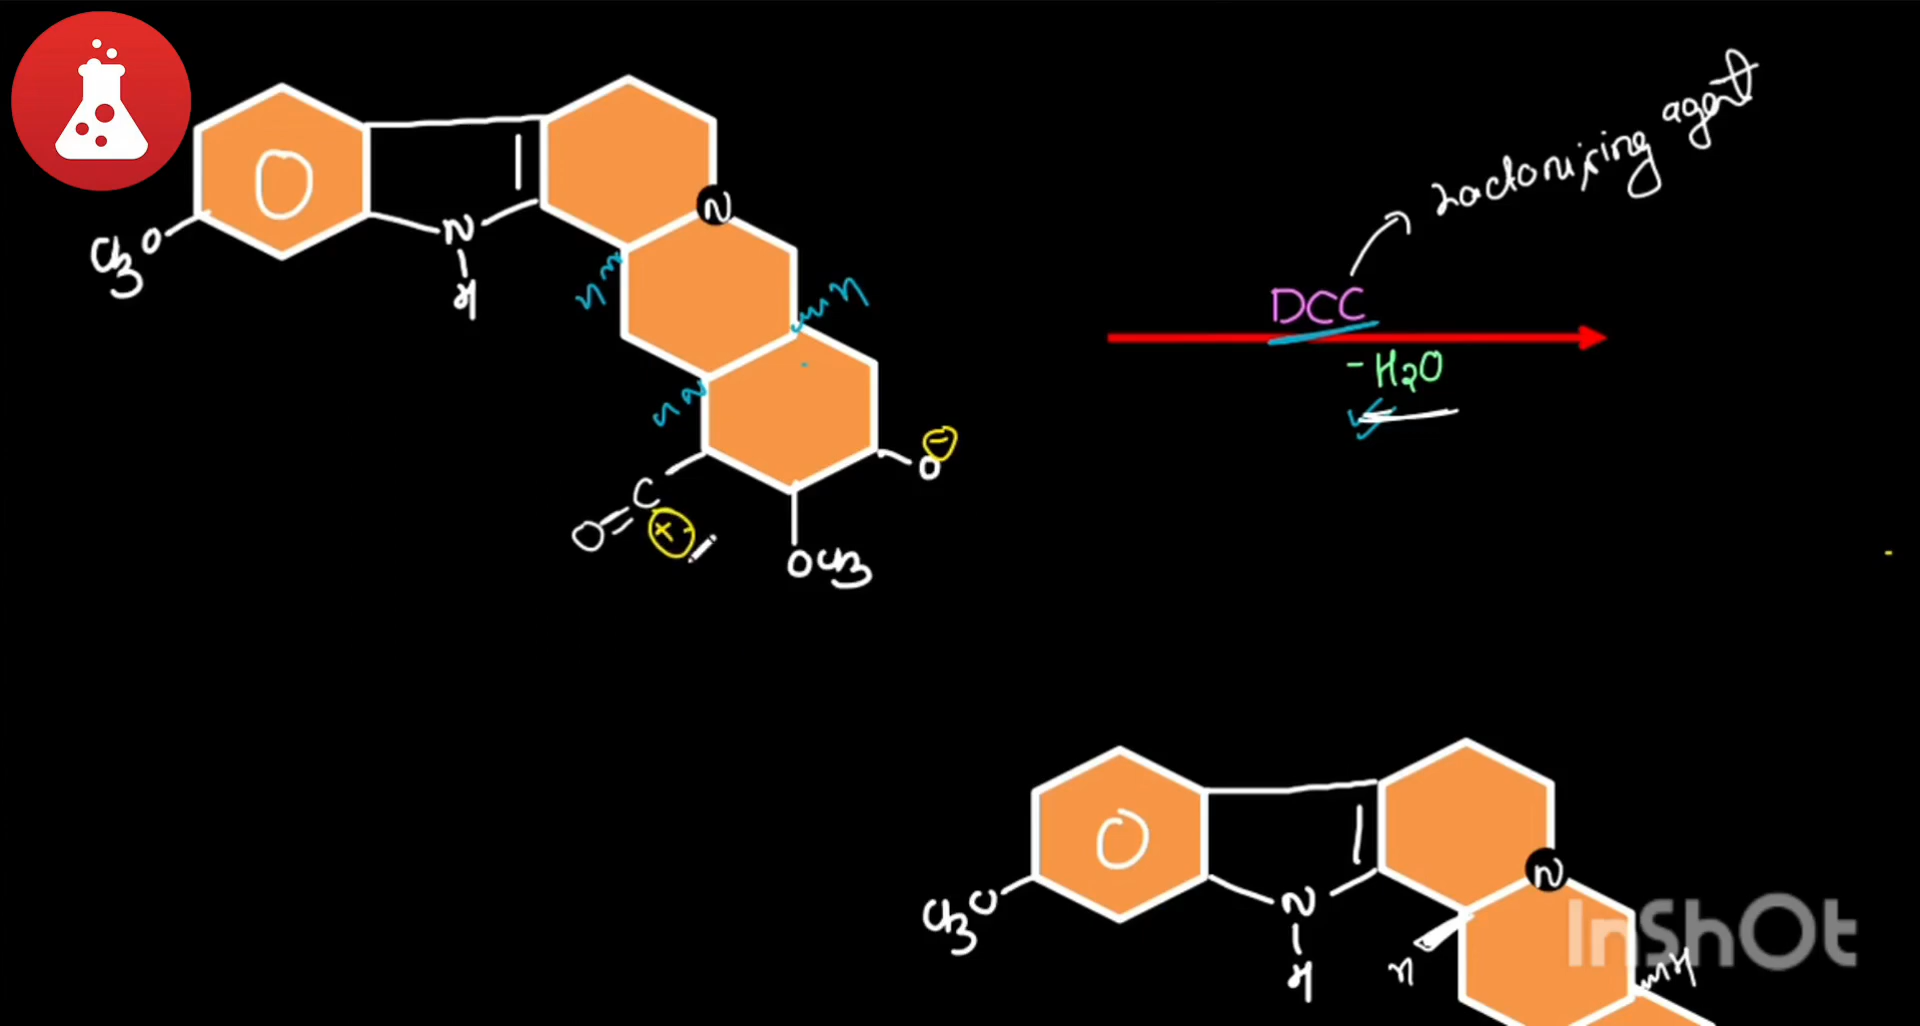 Lactonizing agent
DCC
-H2O
CH3O
N
H
N
H
H
H
O⊖
O=C⊕
OCH3
CH3O
N
H
N
H
H
InShOt